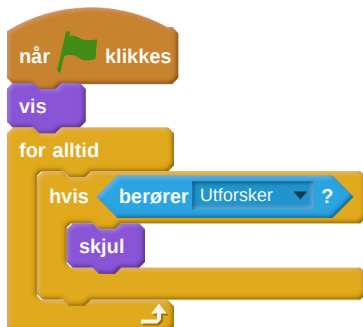 når klikkes
vis
for alltid
hvis berører Utforsker ?
skjul